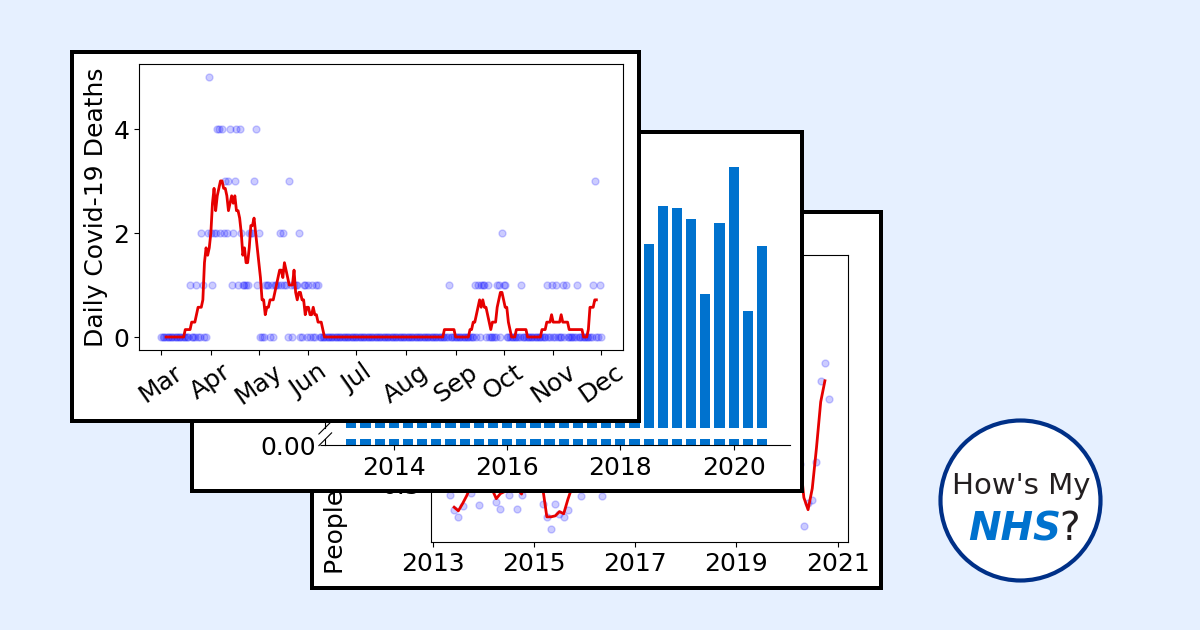 Daily Covid-19 Deaths
4
2
0
Mar Apr May Jun Jul Aug Sep Oct Nov Dec
0.00
2014 2016 2018 2020
People
2013 2015 2017 2019 2021
How's My
NHS?